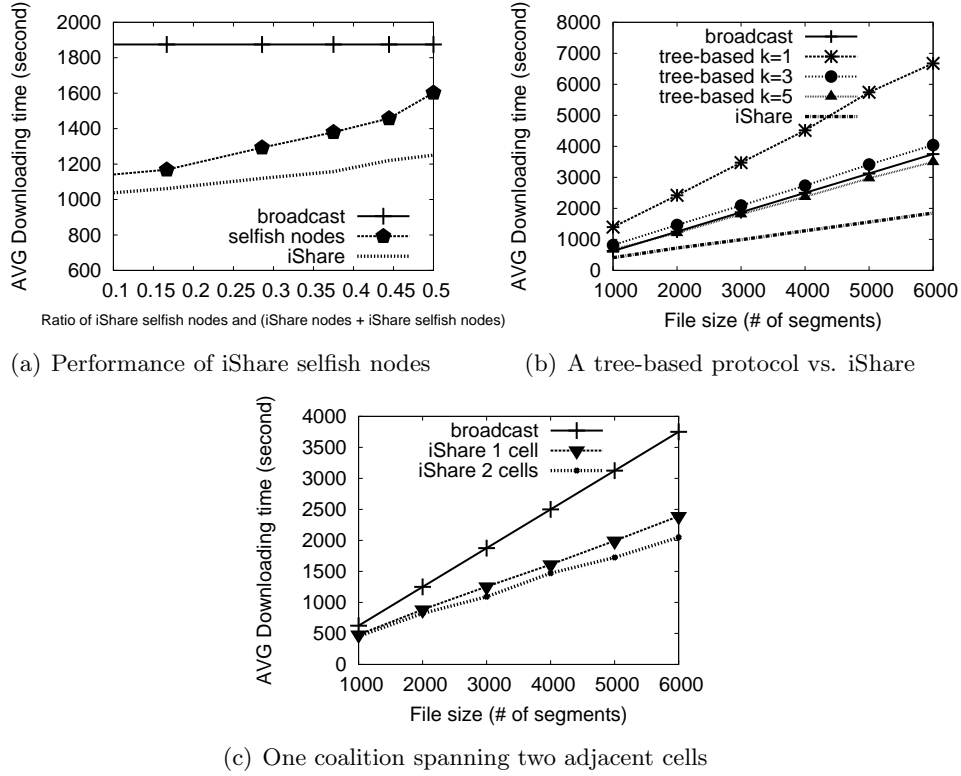 AVG Downloading time (second)
2000
1800
1600
1400
1200
1000
800
600
broadcast
selfish nodes
iShare
0.1 0.15 0.2 0.25 0.3 0.35 0.4 0.45 0.5
Ratio of iShare selfish nodes and (iShare nodes + iShare selfish nodes)
(a) Performance of iShare selfish nodes
AVG Downloading time (second)
8000
7000
6000
5000
4000
3000
2000
1000
0
broadcast
tree-based k=1
tree-based k=3
tree-based k=5
iShare
1000 2000 3000 4000 5000 6000
File size (# of segments)
(b) A tree-based protocol vs. iShare
AVG Downloading time (second)
4000
3500
3000
2500
2000
1500
1000
500
0
broadcast
iShare 1 cell
iShare 2 cells
1000 2000 3000 4000 5000 6000
File size (# of segments)
(c) One coalition spanning two adjacent cells